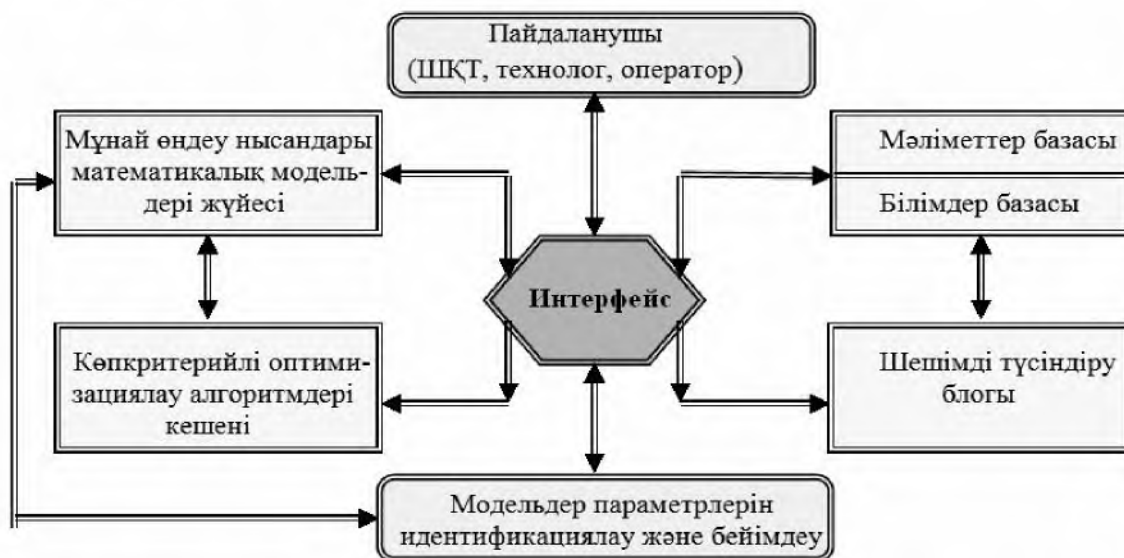 Пайдаланушы
(ШҚТ, технолог, оператор)
Мұнай өңдеу нысандары
математикалық модель-
дері жүйесі
Мәліметтер базасы
Білімдер базасы
Интерфейс
Көпкритерийлі оптими-
зациялау алгоритмдері
кешені
Шешімді түсіндіру
блогы
Модельдер параметрлерін
идентификациялау және бейімдеу